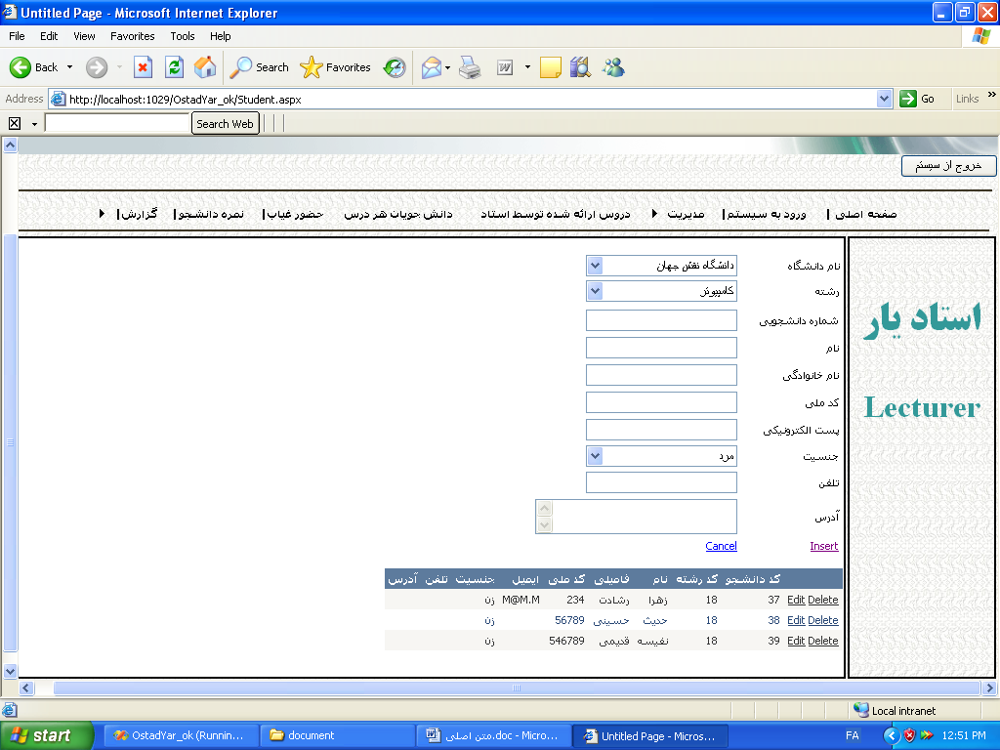 Untitled Page - Microsoft Internet Explorer
File Edit View Favorites Tools Help
Back Search Favorites
Address http://localhost:1029/OstadYar_ok/Student.aspx Go Links »
Search Web
خروج از سیستم
صفحه اصلی | ورود به سیستم | مدیریت دروس ارائه شده توسط استاد دانش جویان هر درس حضور غیاب | نمره دانشجو | گزارش |
نام دانشگاه دانشگاه نقش جهان
رشته کامپیوتر
شماره دانشجویی
نام
نام خانوادگی
کد ملی
پست الکترونیکی
جنسیت مرد
تلفن
آدرس
Insert Cancel
استاد یار
Lecturer
کد دانشجو کد رشته نام فامیلی کد ملی ایمیل جنسیت تلفن آدرس
Edit Delete 37 18 زهرا رشادت 234 M@M.M زن
Edit Delete 38 18 حدیث حسینی 56789 زن
Edit Delete 39 18 نفیسه قدیمی 546789 زن
Local intranet
start OstadYar_ok (Runnin... document متن اصلی.doc - Micro... Untitled Page - Micros... FA 12:51 PM